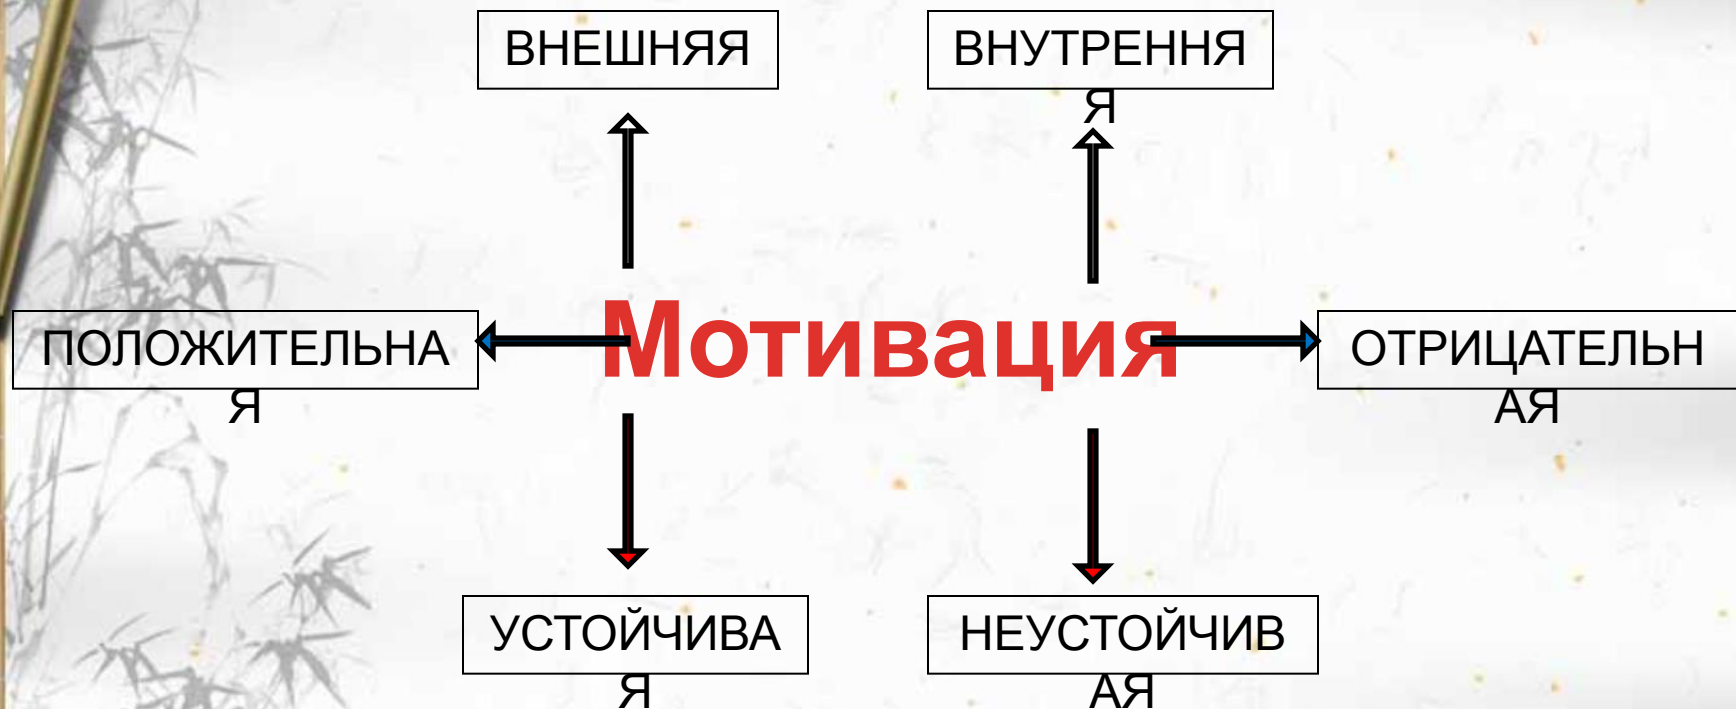 ВНЕШНЯЯ
ВНУТРЕННЯ
Я
Мотивация
ПОЛОЖИТЕЛЬНА
Я
ОТРИЦАТЕЛЬН
АЯ
УСТОЙЧИВА
Я
НЕУСТОЙЧИВ
АЯ